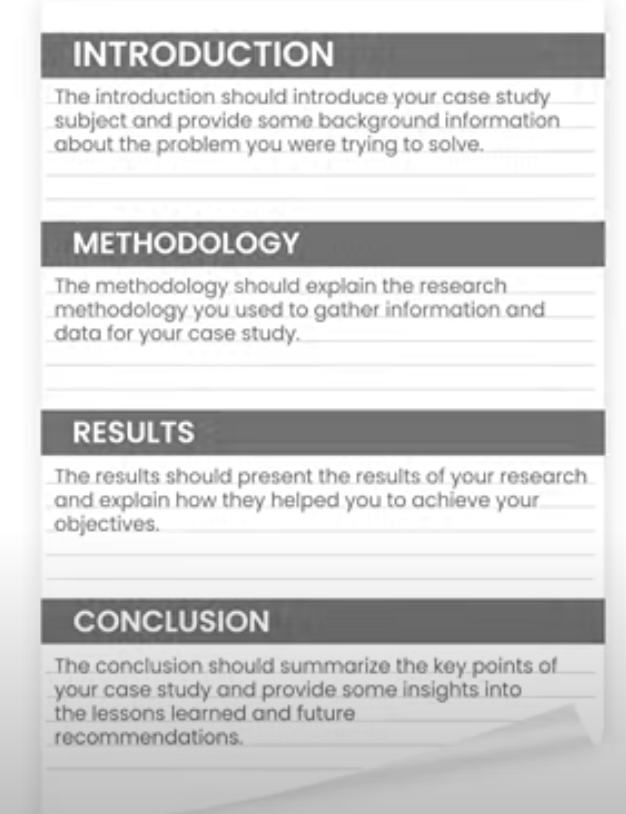 INTRODUCTION
The introduction should introduce your case study
subject and provide some background information
about the problem you were trying to solve.
METHODOLOGY
The methodology should explain the research
methodology you used to gather information and
data for your case study.
RESULTS
The results should present the results of your research
and explain how they helped you to achieve your
objectives.
CONCLUSION
The conclusion should summarize the key points of
your case study and provide some insights into
the lessons learned and future
recommendations.